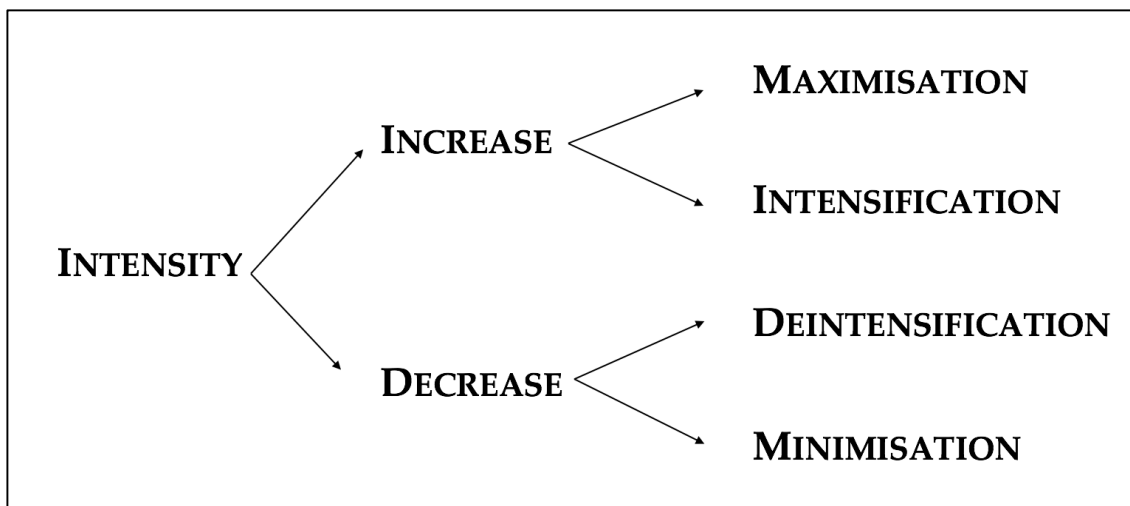 MAXIMISATION
INCREASE
INTENSIFICATION
INTENSITY
DEINTENSIFICATION
DECREASE
MINIMISATION